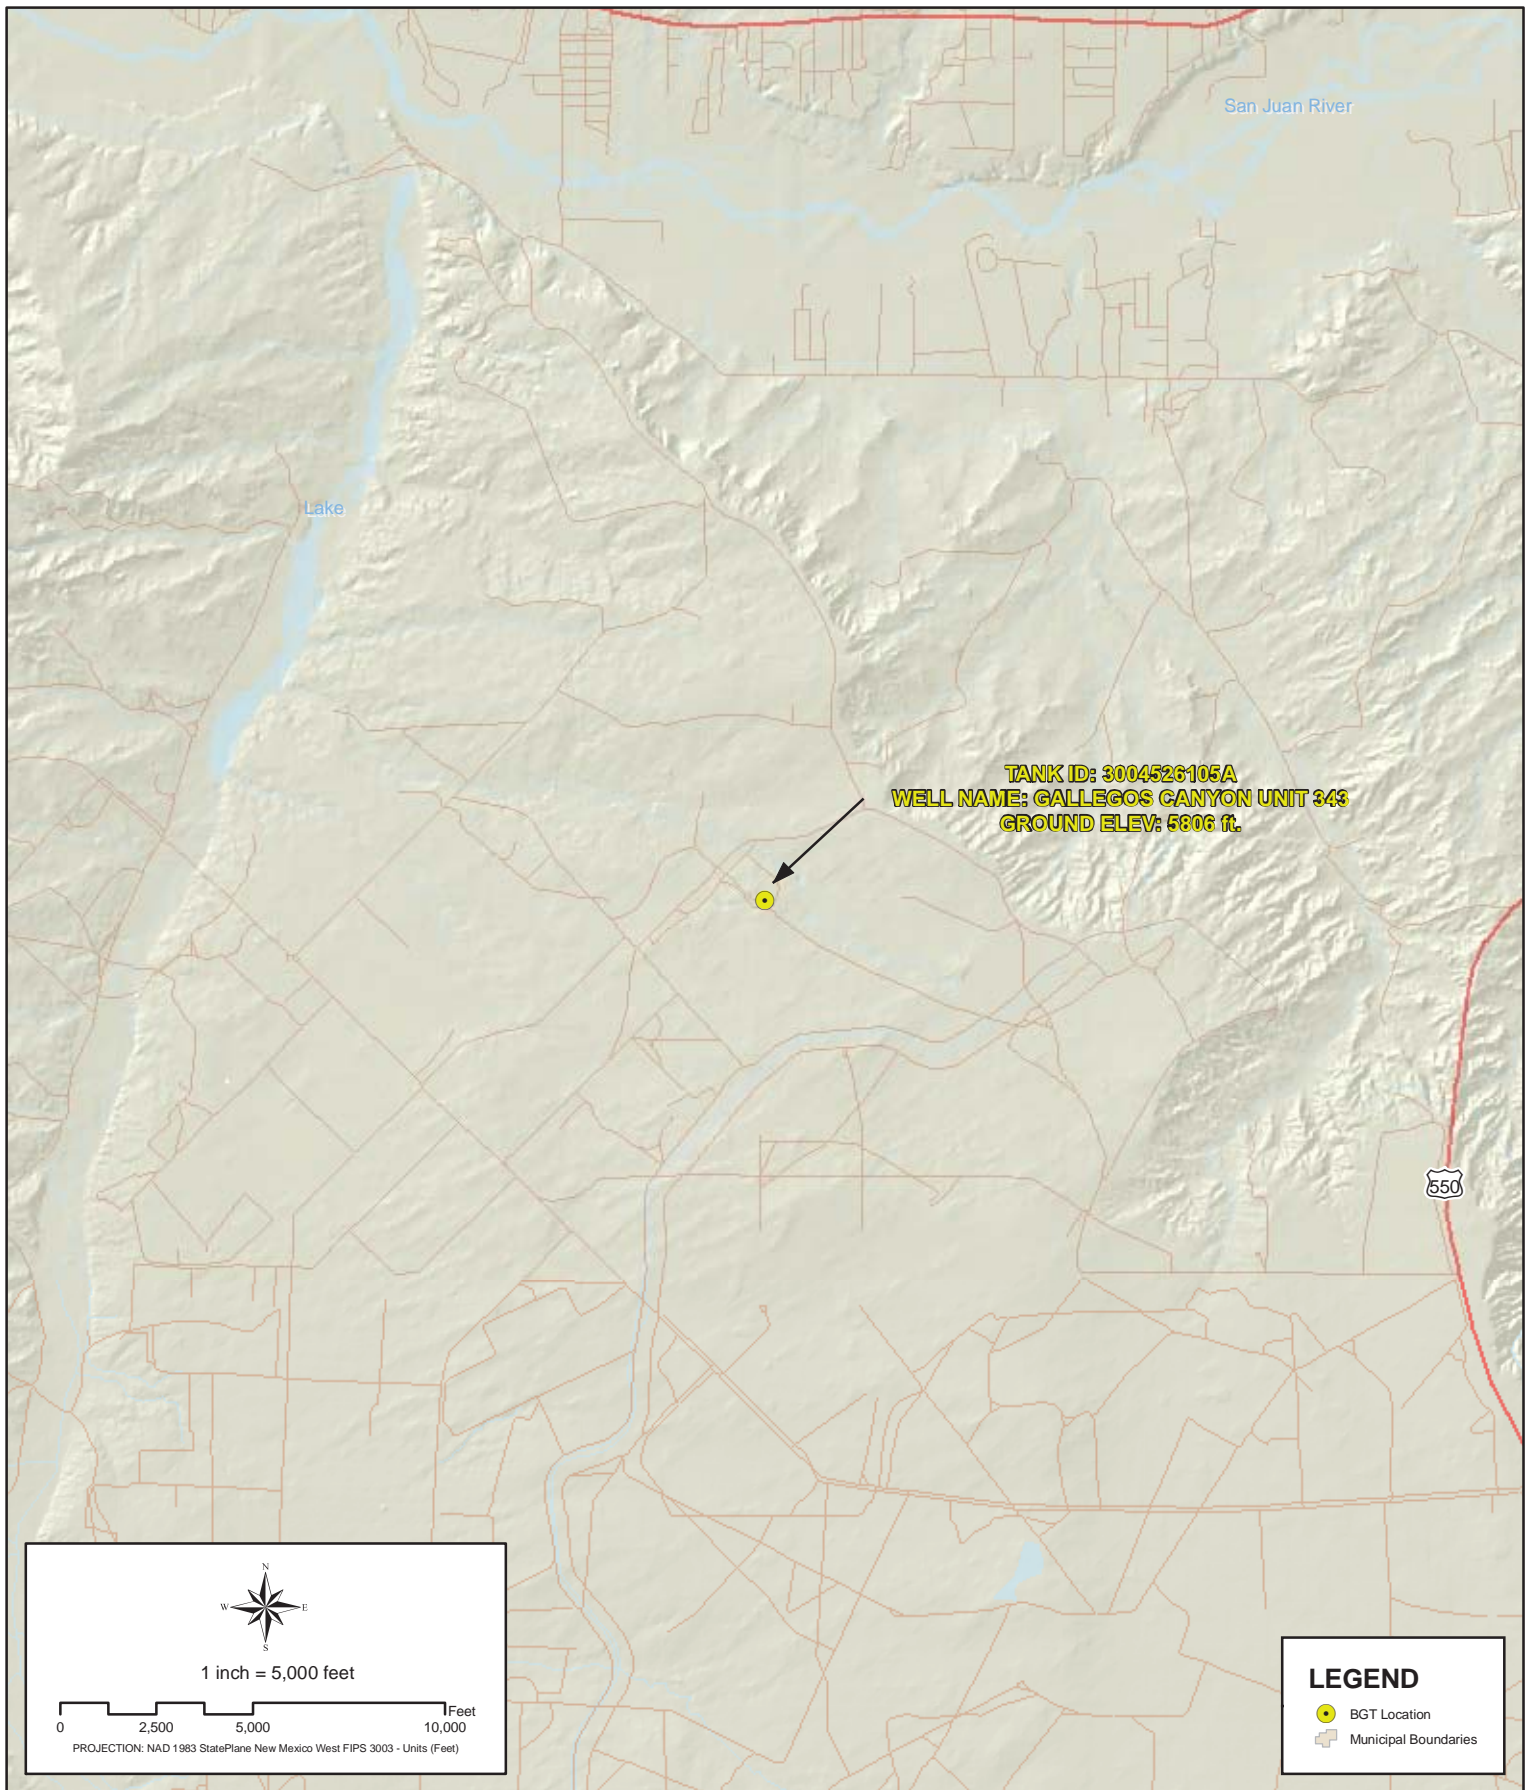 San Juan River
Lake
TANK ID: 3004526105A
WELL NAME: GALLEGOS CANYON UNIT 343
GROUND ELEV: 5806 ft.
550
N
W E
S
1 inch = 5,000 feet
Feet
0 2,500 5,000 10,000
PROJECTION: NAD 1983 StatePlane New Mexico West FIPS 3003 - Units (Feet)
LEGEND
BGT Location
Municipal Boundaries